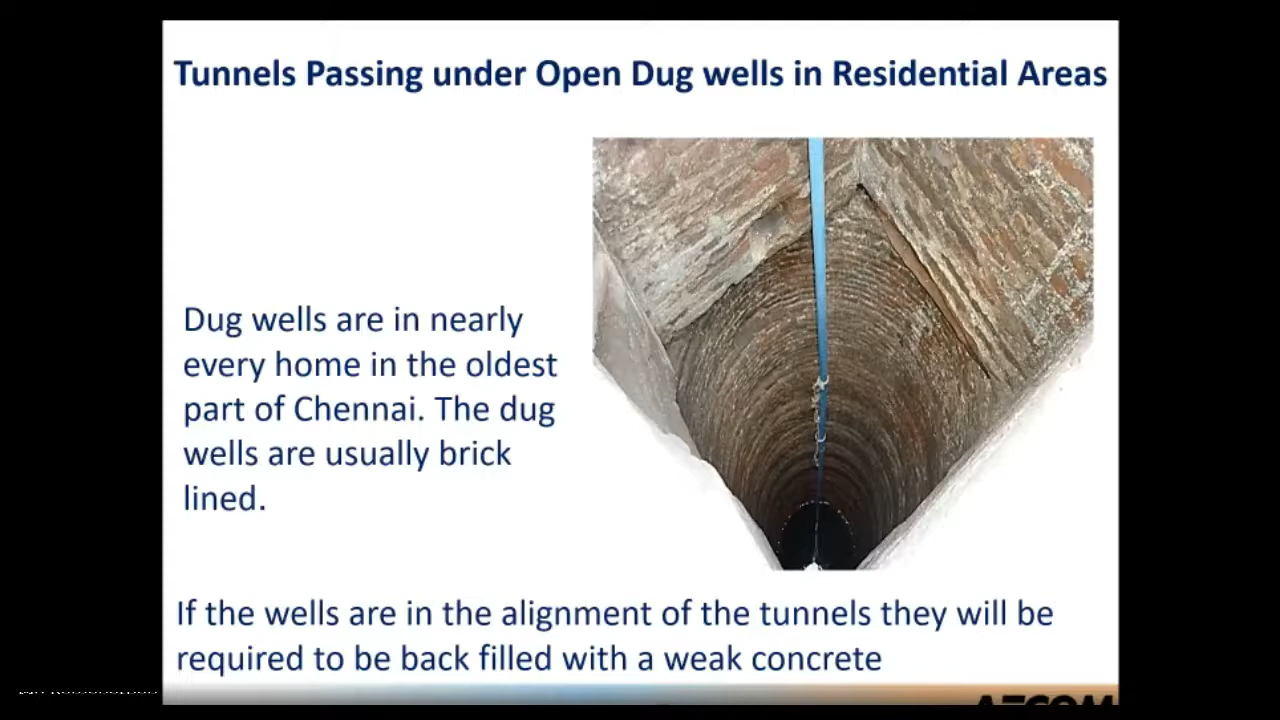 Tunnels Passing under Open Dug wells in Residential Areas
Dug wells are in nearly
every home in the oldest
part of Chennai. The dug
wells are usually brick
lined.
If the wells are in the alignment of the tunnels they will be
required to be back filled with a weak concrete
AECOM